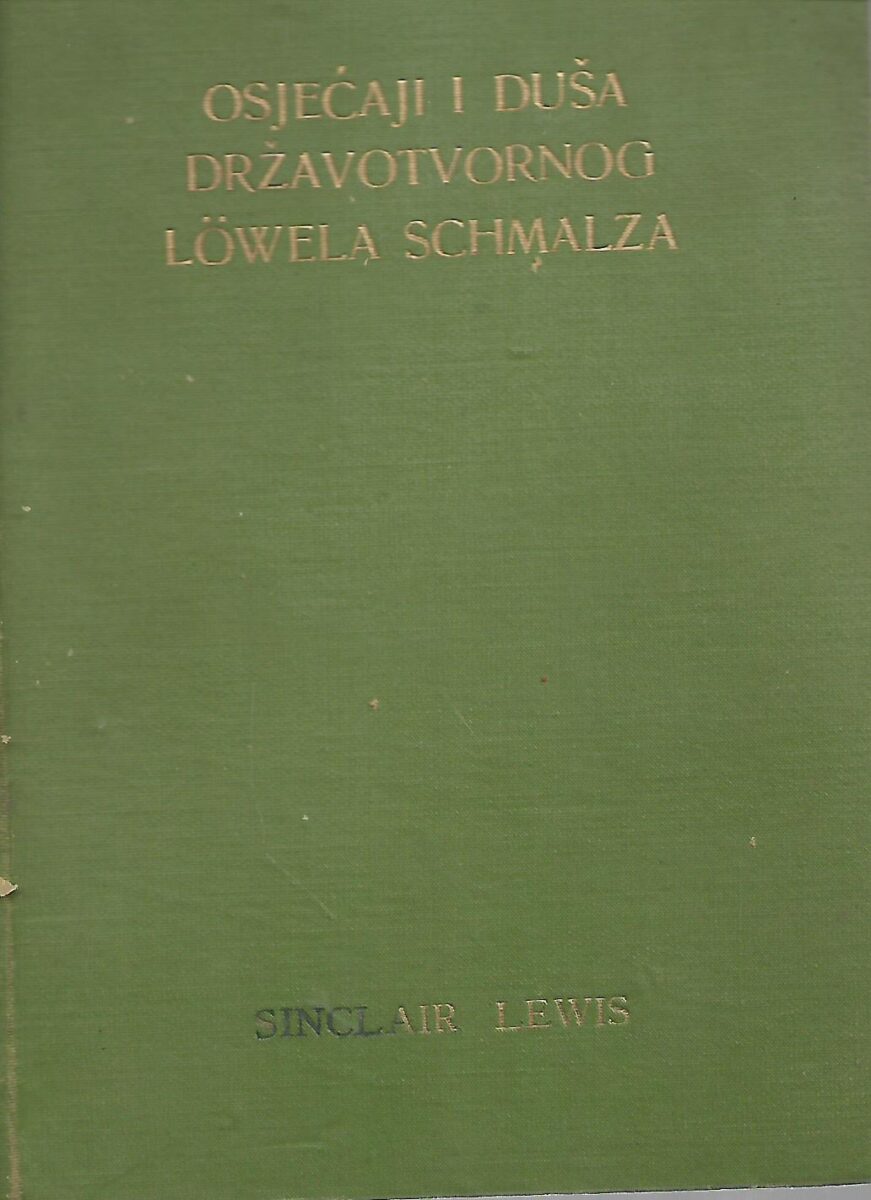 OSJEĆAJI I DUŠA
DRŽAVOTVORNOG
LÖWELA SCHMALZA
SINCLAIR LEWIS